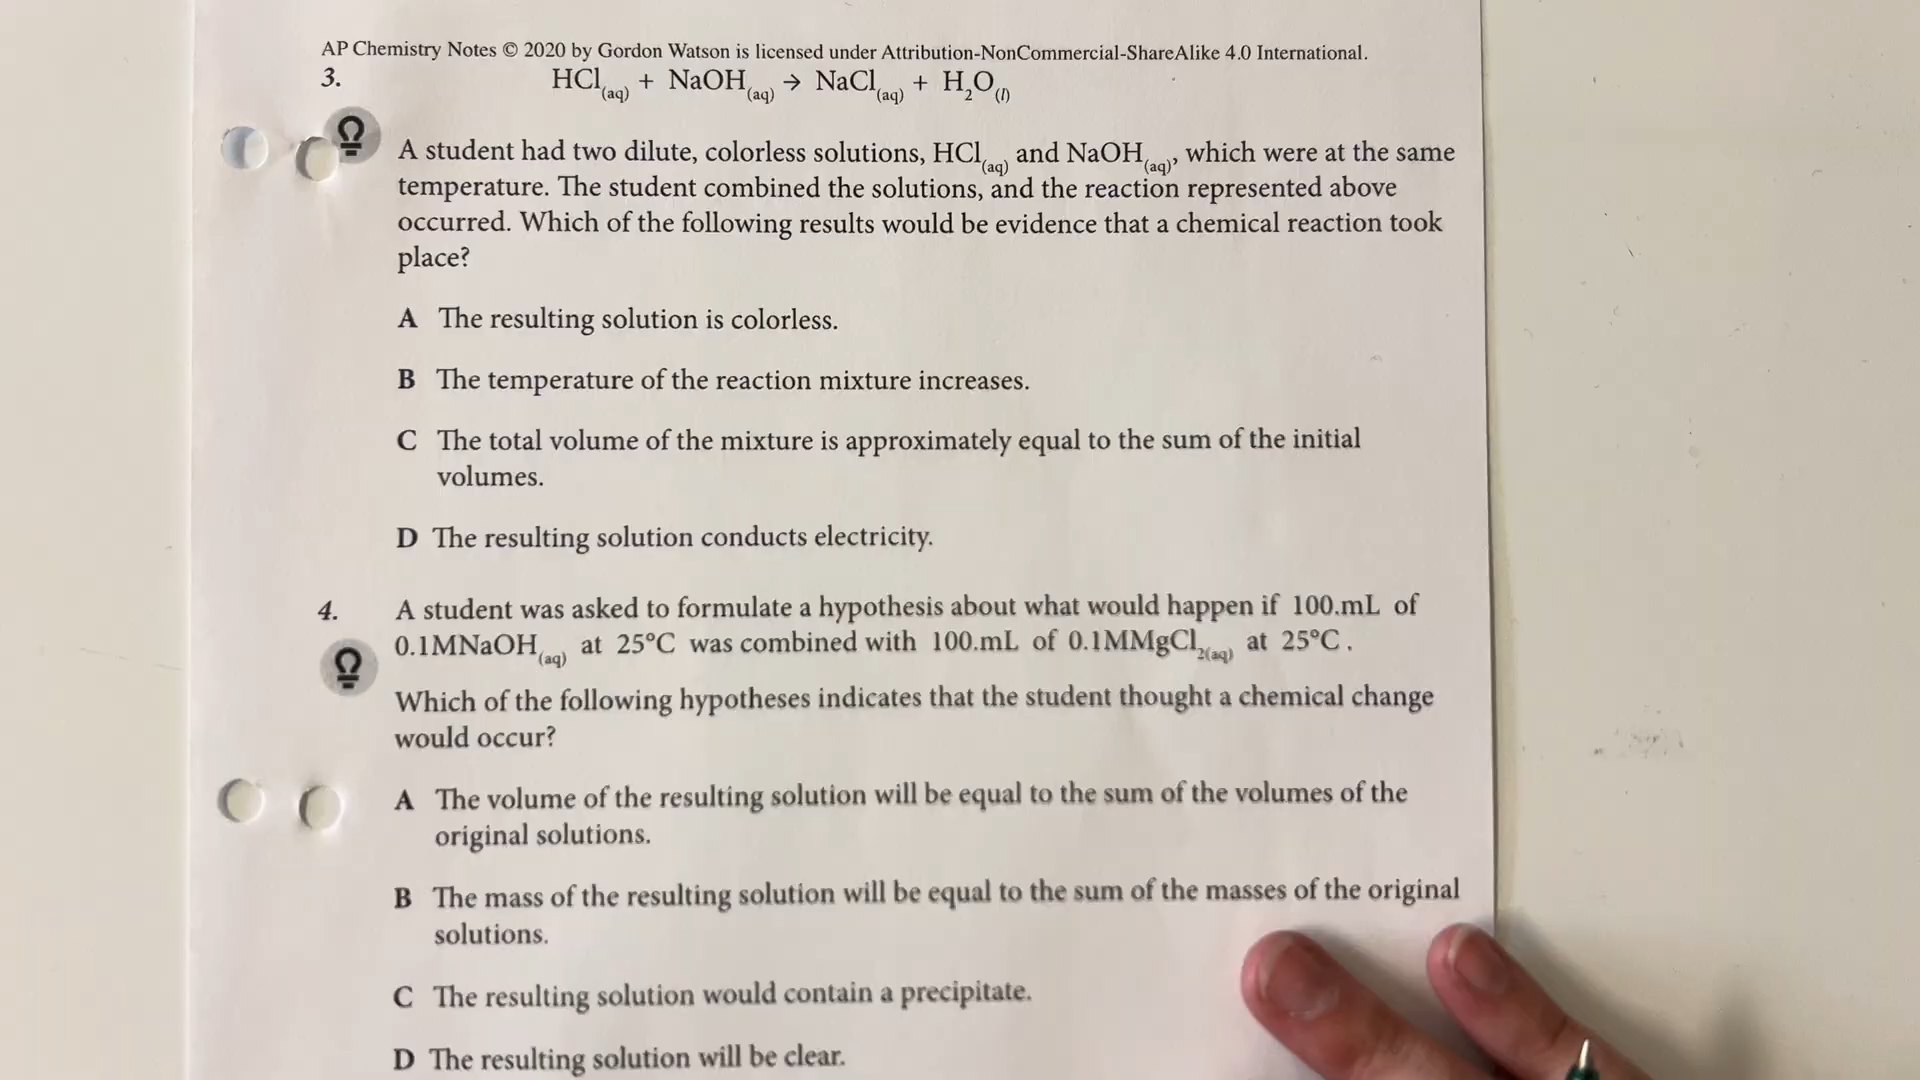 AP Chemistry Notes © 2020 by Gordon Watson is licensed under Attribution-NonCommercial-ShareAlike 4.0 International.
3. HCl(aq) + NaOH(aq) → NaCl(aq) + H₂O(l)
A student had two dilute, colorless solutions, HCl(aq) and NaOH(aq), which were at the same
temperature. The student combined the solutions, and the reaction represented above
occurred. Which of the following results would be evidence that a chemical reaction took
place?
A The resulting solution is colorless.
B The temperature of the reaction mixture increases.
C The total volume of the mixture is approximately equal to the sum of the initial
volumes.
D The resulting solution conducts electricity.
4. A student was asked to formulate a hypothesis about what would happen if 100.mL of
0.1MNaOH(aq) at 25°C was combined with 100.mL of 0.1MMgCl₂(aq) at 25°C.
Which of the following hypotheses indicates that the student thought a chemical change
would occur?
A The volume of the resulting solution will be equal to the sum of the volumes of the
original solutions.
B The mass of the resulting solution will be equal to the sum of the masses of the original
solutions.
C The resulting solution would contain a precipitate.
D The resulting solution will be clear.